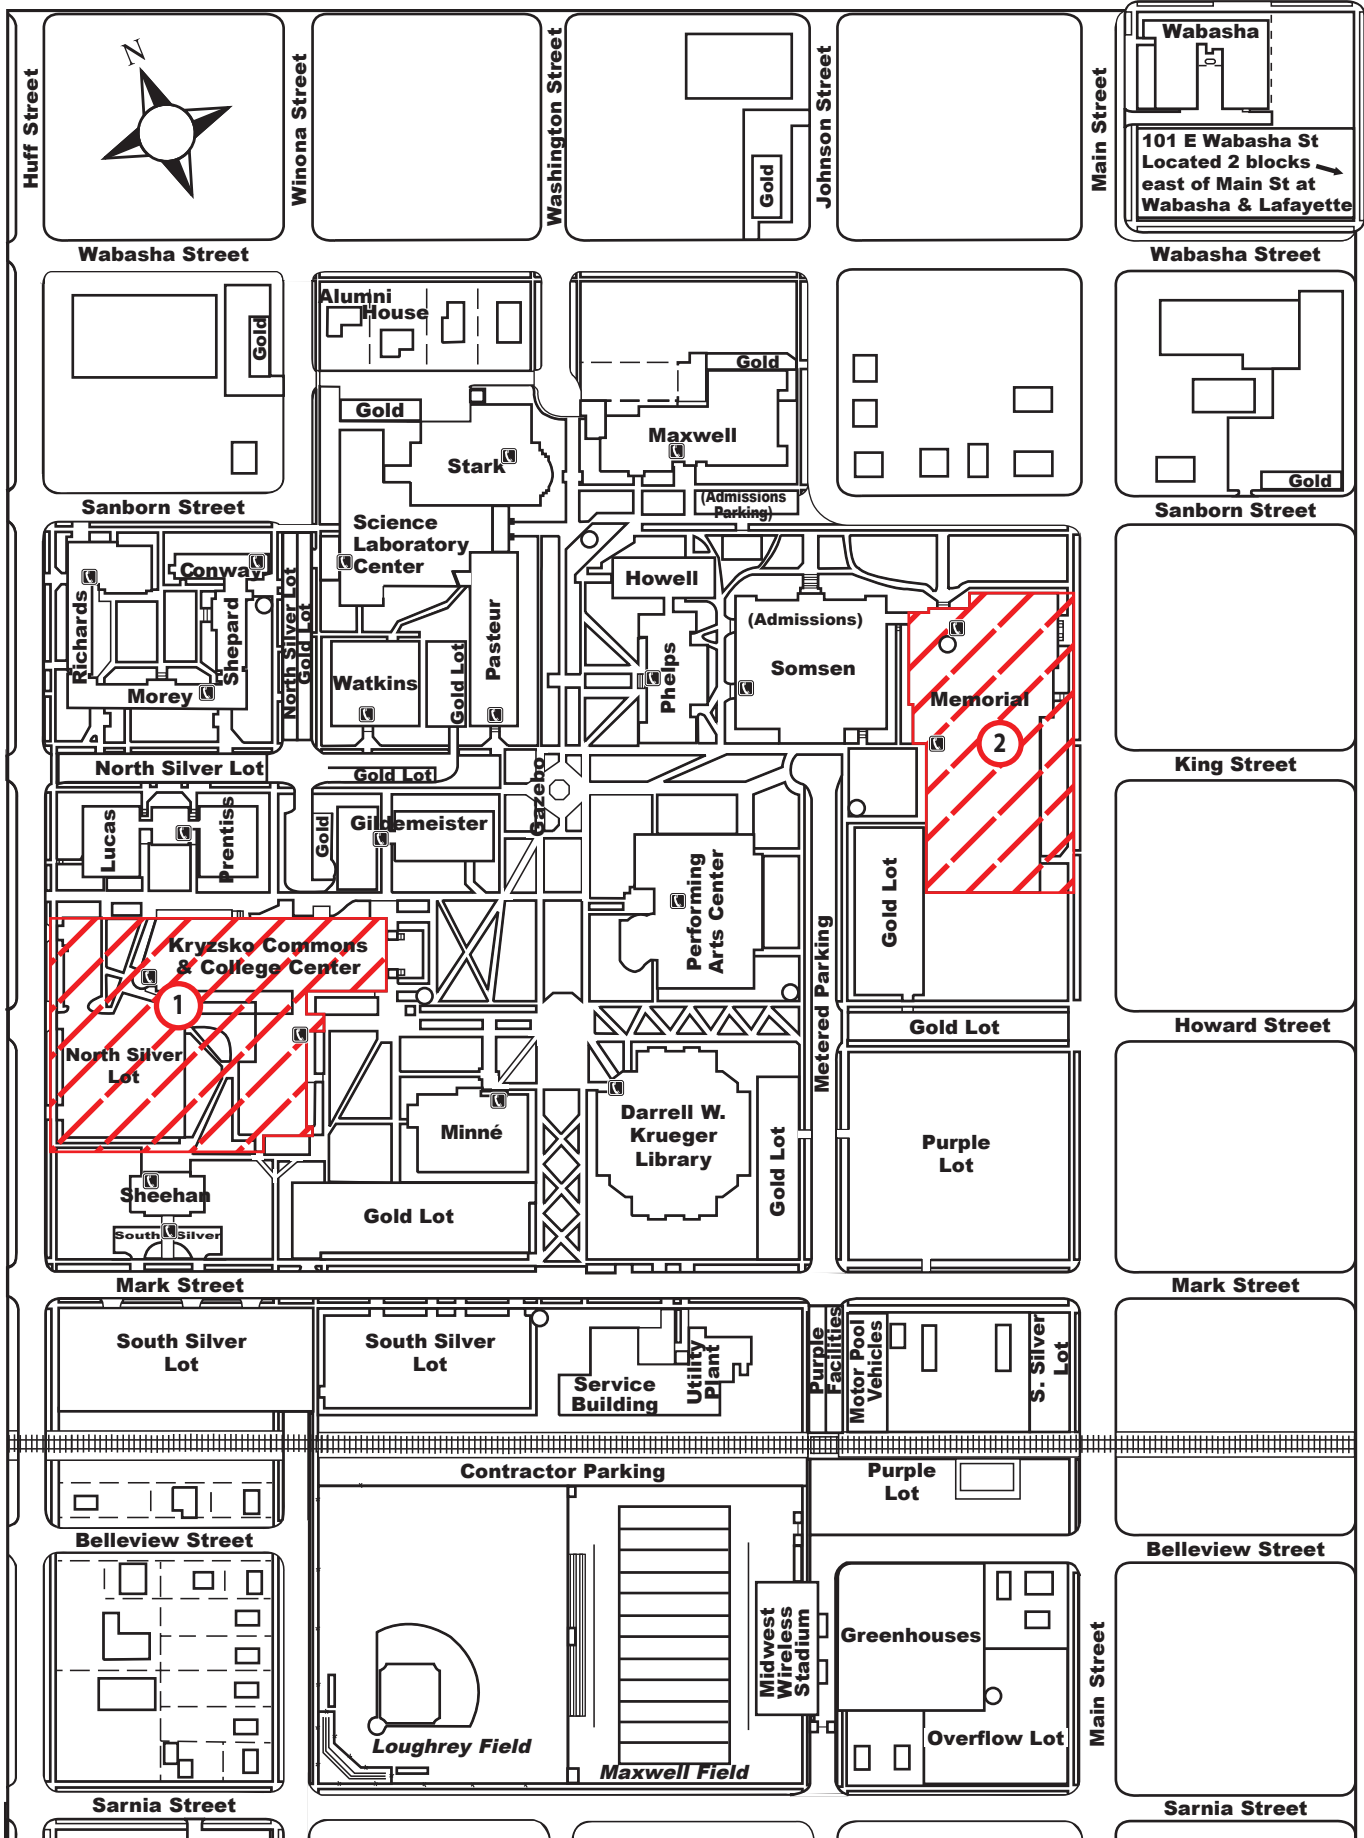 N
Huff Street
Winona Street
Washington Street
Johnson Street
Main Street
Wabasha
101 E Wabasha St
Located 2 blocks
east of Main St at
Wabasha & Lafayette
Gold
Wabasha Street
Wabasha Street
Alumni
House
Gold
Gold
Gold
Gold
Stark
Maxwell
Sanborn Street
(Admissions
Parking)
Sanborn Street
Science
Laboratory
Center
Conway
Richards
Shepard
Morey
North Silver Lot
Gold Lot
Watkins
Gold Lot
Pasteur
Howell
Phelps
(Admissions)
Somsen
Memorial
2
North Silver Lot
Gold Lot
King Street
Gazebo
Lucas
Prentiss
Gold
Gildemeister
Performing
Arts Center
Gold Lot
Metered Parking
Kryzsko Commons
& College Center
1
North Silver
Lot
Gold Lot
Howard Street
Minné
Darrell W.
Krueger
Library
Gold Lot
Purple
Lot
Sheehan
South Silver
Gold Lot
Mark Street
Mark Street
South Silver
Lot
South Silver
Lot
Service
Building
Utility
Plant
Purple
Facilities
Motor Pool
Vehicles
S. Silver
Lot
Contractor Parking
Purple
Lot
Belleview Street
Belleview Street
Midwest
Wireless
Stadium
Greenhouses
Main Street
Overflow Lot
Loughrey Field
Maxwell Field
Sarnia Street
Sarnia Street
Gold